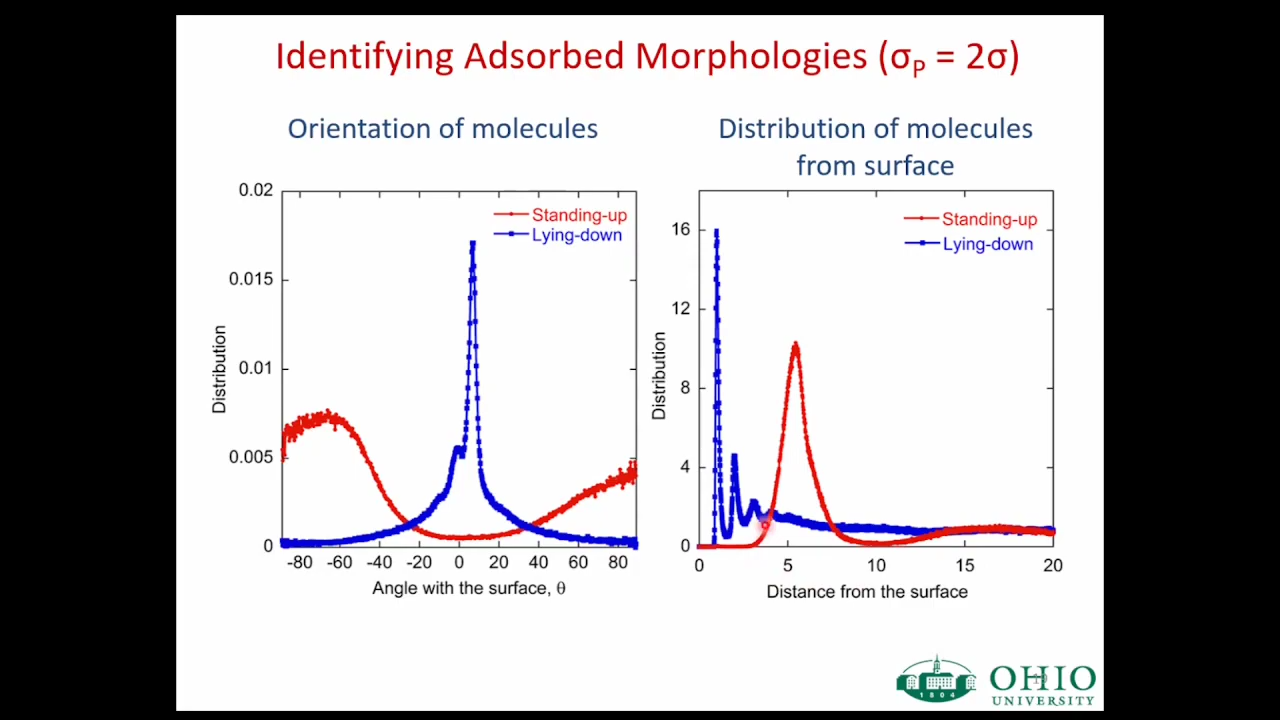 Identifying Adsorbed Morphologies (σP = 2σ)
Orientation of molecules
Distribution of molecules
from surface
0.02
0.015
0.01
0.005
0
Distribution
Standing-up
Lying-down
-80 -60 -40 -20 0 20 40 60 80
Angle with the surface, θ
16
12
8
4
0
Distribution
Standing-up
Lying-down
0 5 10 15 20
Distance from the surface
1804
OHIO
UNIVERSITY
19